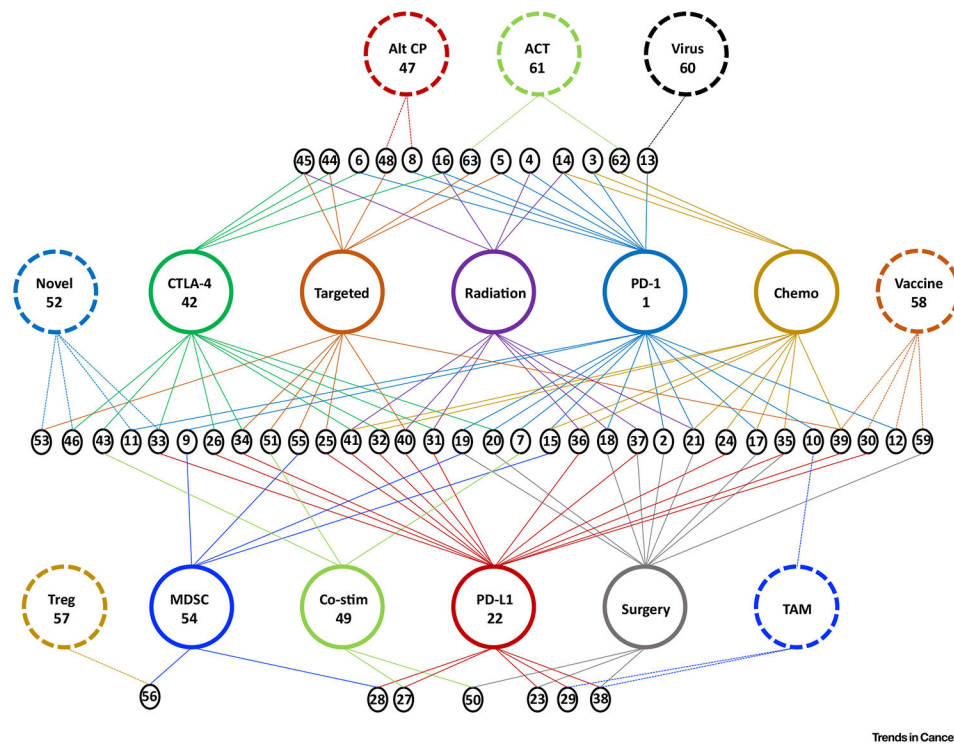 Alt CP ACT Virus
47 61 60
45 44 6 48 8 16 63 5 4 14 3 62 13
Novel CTLA-4 Targeted Radiation PD-1 Chemo Vaccine
52 42 1 58
53 46 43 11 33 9 26 34 51 55 25 41 32 40 31 19 20 7 15 36 18 37 2 21 24 17 35 10 39 30 12 59
Treg MDSC Co-stim PD-L1 Surgery TAM
57 54 49 22
56 28 27 50 23 29 38
Trends in Cance